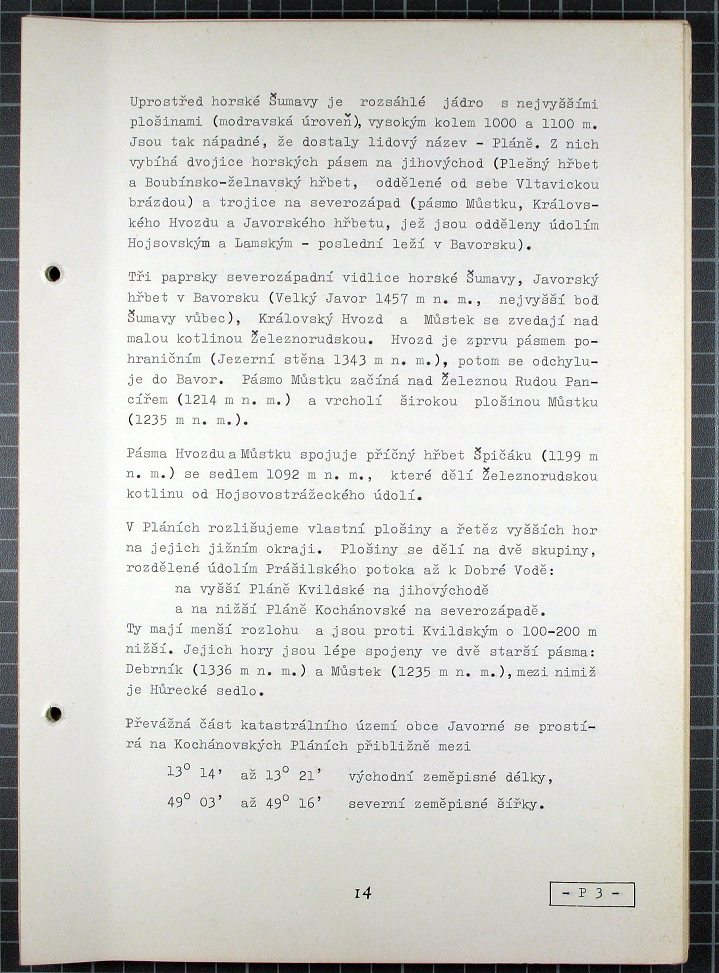 Uprostřed horské Šumavy je rozsáhlé jádro s nejvyššími
plošinami (modravská úroveň), vysokým kolem 1000 a 1100 m.
Jsou tak nápadné, že dostaly lidový název - Pláně. Z nich
vybíhá dvojice horských pásem na jihovýchod (Plešný hřbet
a Boubínsko-želnavský hřbet, oddělené od sebe Vltavickou
brázdou) a trojice na severozápad (pásmo Můstku, Královs-
kého Hvozdu a Javorského hřbetu, jež jsou odděleny údolím
Hojsovským a Lamským - poslední leží v Bavorsku).
Tři paprsky severozápadní vidlice horské Šumavy, Javorský
hřbet v Bavorsku (Velký Javor 1457 m n. m., nejvyšší bod
Šumavy vůbec), Královský Hvozd a Můstek se zvedají nad
malou kotlinou Železnorudskou. Hvozd je zprvu pásmem po-
hraničním (Jezerní stěna 1343 m n. m.), potom se odchylu-
je do Bavor. Pásmo Můstku začíná nad Železnou Rudou Pan-
cířem (1214 m n. m.) a vrcholí širokou plošinou Můstku
(1235 m n. m.).
Pásma Hvozdu a Můstku spojuje příčný hřbet Špičáku (1199 m
n. m.) se sedlem 1092 m n. m., které dělí Železnorudskou
kotlinu od Hojsovostrážeckého údolí.
V Pláních rozlišujeme vlastní plošiny a řetěz vyšších hor
na jejich jižním okraji. Plošiny se dělí na dvě skupiny,
rozdělené údolím Prášilského potoka až k Dobré Vodě:
na vyšší Pláně Kvildské na jihovýchodě
a na nižší Pláně Kochánovské na severozápadě.
Ty mají menší rozlohu a jsou proti Kvildským o 100-200 m
nižší. Jejich hory jsou lépe spojeny ve dvě starší pásma:
Debrník (1336 m n. m.) a Můstek (1235 m n. m.), mezi nimiž
je Hůrecké sedlo.
Převážná část katastrálního území obce Javorné se prostí-
rá na Kochánovských Pláních přibližně mezi
13° 14' až 13° 21' východní zeměpisné délky,
49° 03' až 49° 16' severní zeměpisné šířky.
14
- P 3 -